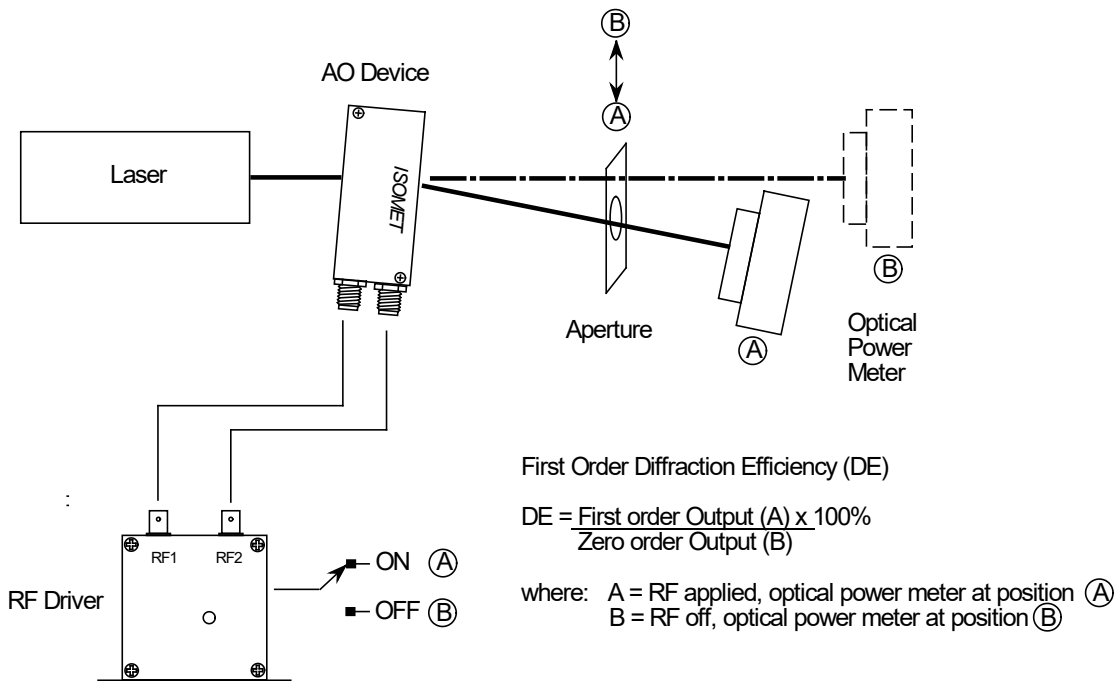 Ⓑ
AO Device
Ⓐ
Laser
ISOMET
Ⓑ
Aperture
Ⓐ
Optical
Power
Meter
First Order Diffraction Efficiency (DE)
:
DE = First order Output (A) x 100%
Zero order Output (B)
RF1 RF2
ON Ⓐ
RF Driver
OFF Ⓑ
where: A = RF applied, optical power meter at position Ⓐ
B = RF off, optical power meter at position Ⓑ